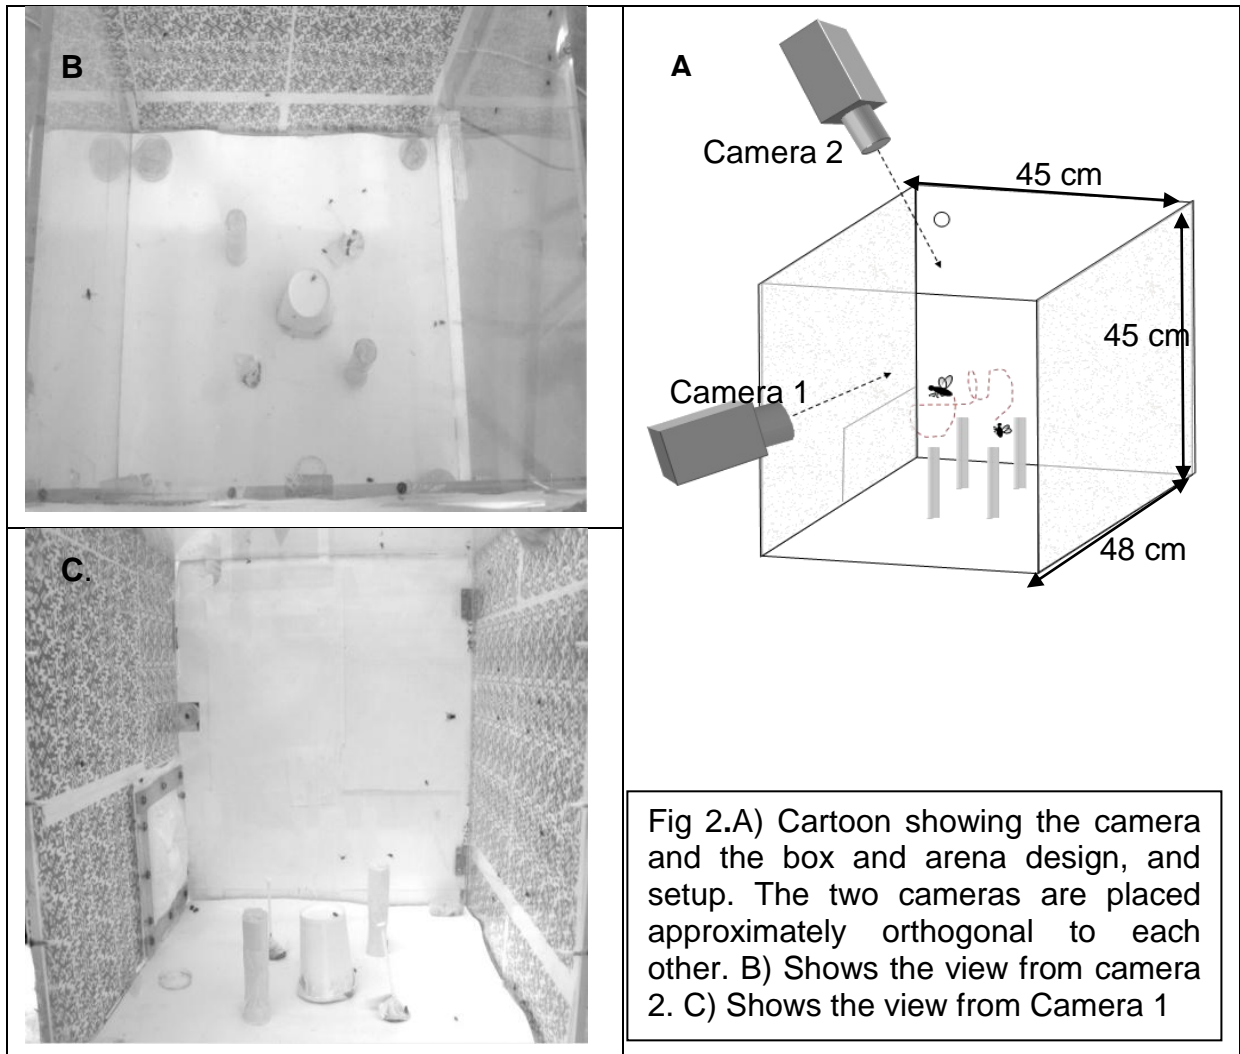 B
A
Camera 2
45 cm
45 cm
Camera 1
48 cm
C.
Fig 2.A) Cartoon showing the camera
and the box and arena design, and
setup. The two cameras are placed
approximately orthogonal to each
other. B) Shows the view from camera
2. C) Shows the view from Camera 1